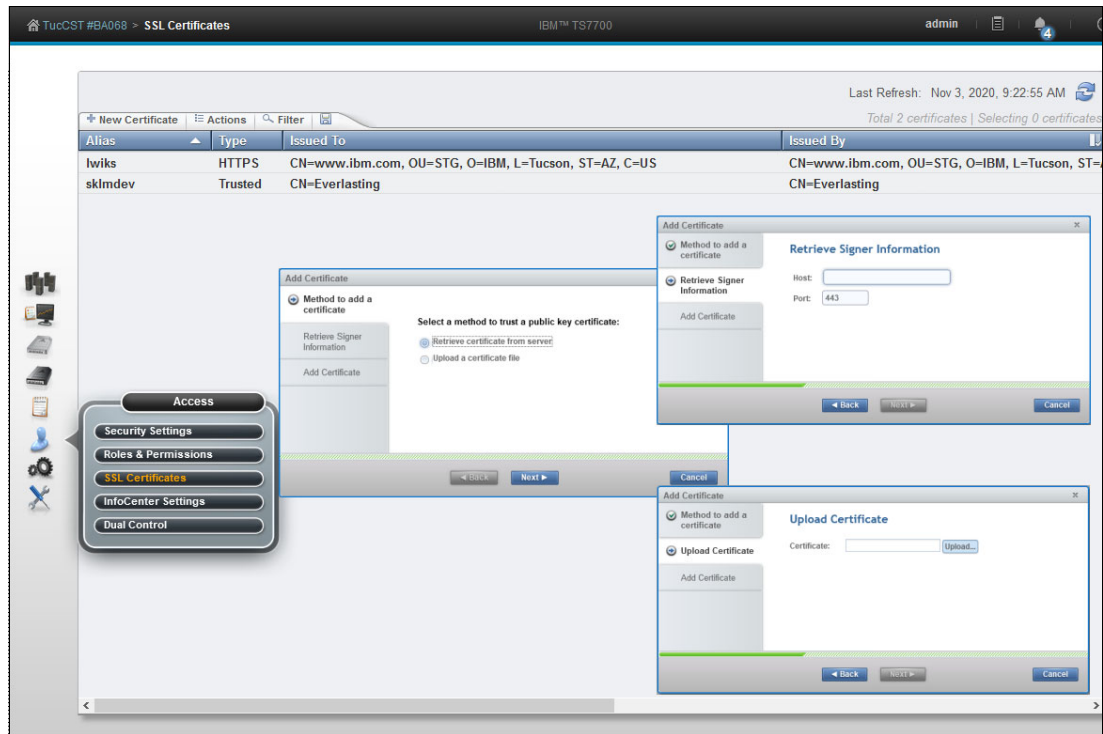 TucCST #BA068 > SSL Certificates
IBM™ TS7700
admin
4
Last Refresh: Nov 3, 2020, 9:22:55 AM
New Certificate
Actions
Filter
Total 2 certificates | Selecting 0 certificates
Alias Type Issued To Issued By
lwiks HTTPS CN=www.ibm.com, OU=STG, O=IBM, L=Tucson, ST=AZ, C=US CN=www.ibm.com, OU=STG, O=IBM, L=Tucson, ST=
sklmdev Trusted CN=Everlasting CN=Everlasting
Add Certificate
Method to add a
certificate
Retrieve Signer
Information
Add Certificate
Select a method to trust a public key certificate:
Retrieve certificate from server
Upload a certificate file
Back
Next
Cancel
Add Certificate
Method to add a
certificate
Retrieve Signer
Information
Add Certificate
Retrieve Signer Information
Host:
Port: 443
Back
Next
Cancel
Access
Security Settings
Roles & Permissions
SSL Certificates
InfoCenter Settings
Dual Control
Add Certificate
Method to add a
certificate
Upload Certificate
Add Certificate
Upload Certificate
Certificate:
Upload...
Back
Next
Cancel